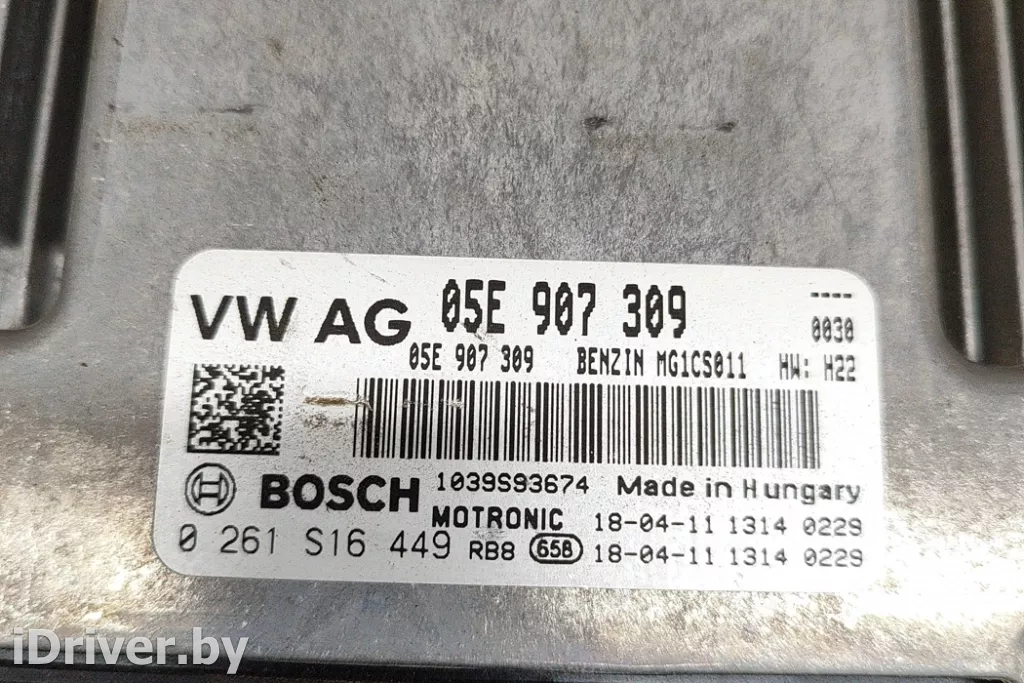 VW AG 05E 907 309 ----
0030
05E 907 309 BENZIN MG1CS011 HW: H22
BOSCH 1039S93674 Made in Hungary
MOTRONIC 18-04-11 1314 0229
0 261 S16 449 RB8 658 18-04-11 1314 0229
iDriver.by